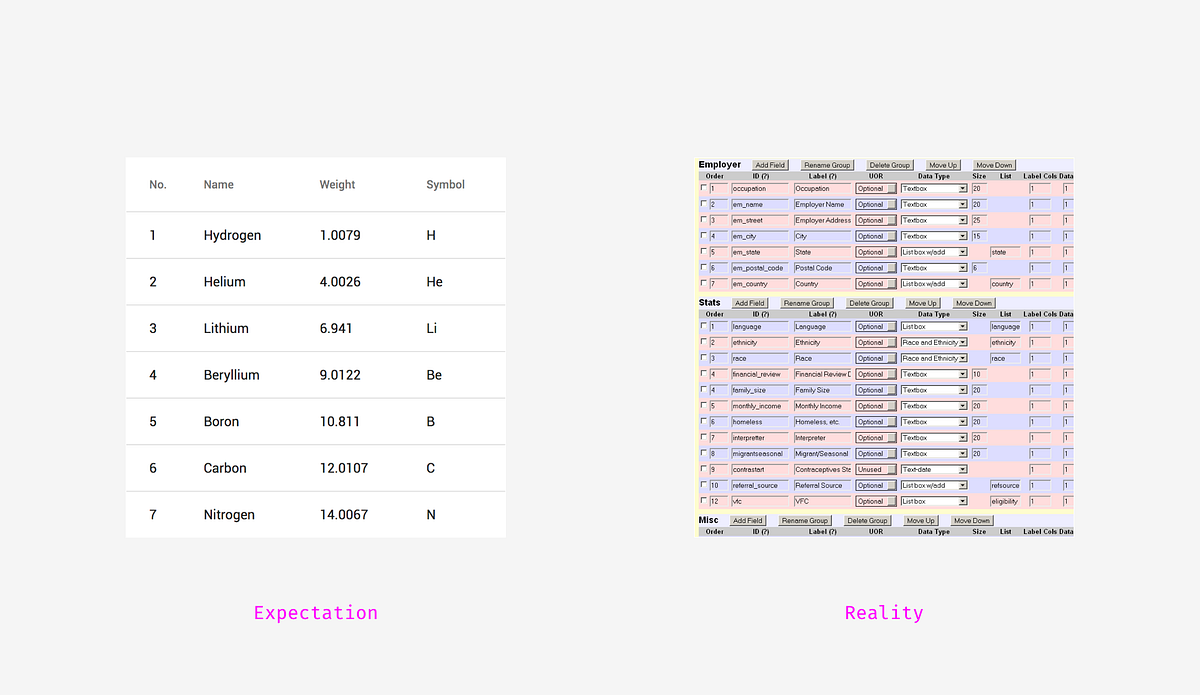 No. Name Weight Symbol
1 Hydrogen 1.0079 H
2 Helium 4.0026 He
3 Lithium 6.941 Li
4 Beryllium 9.0122 Be
5 Boron 10.811 B
6 Carbon 12.0107 C
7 Nitrogen 14.0067 N
Expectation
Employer Add Field Rename Group Delete Group Move Up Move Down
Order ID (?) Label (?) UOR Data Type Size List Label Cols Data
1 occupation Occupation Optional Textbox 20 1 1
2 em_name Employer Name Optional Textbox 20 1 1
3 em_street Employer Address Optional Textbox 25 1 1
4 em_city City Optional Textbox 15 1 1
5 em_state State Optional List box w/add state 1 1
6 em_postal_code Postal Code Optional Textbox 6 1 1
7 em_country Country Optional List box w/add country 1 1
Stats Add Field Rename Group Delete Group Move Up Move Down
Order ID (?) Label (?) UOR Data Type Size List Label Cols Data
1 language Language Optional List box language 1 1
2 ethnicity Ethnicity Optional Race and Ethnicity ethnicity 1 1
3 race Race Optional Race and Ethnicity race 1 1
4 financial_review Financial Review D Optional Textbox 10 1 1
4 family_size Family Size Optional Textbox 20 1 1
5 monthly_income Monthly Income Optional Textbox 20 1 1
6 homeless Homeless, etc. Optional Textbox 20 1 1
7 interpretter Interpreter Optional Textbox 20 1 1
8 migrantseasonal Migrant/Seasonal Optional Textbox 20 1 1
9 contrastart Contraceptives Sta Unused Text-date 1 1
10 referral_source Referral Source Optional List box w/add refsource 1 1
12 vfc VFC Optional List box eligibility 1 1
Misc Add Field Rename Group Delete Group Move Up Move Down
Order ID (?) Label (?) UOR Data Type Size List Label Cols Data
Reality